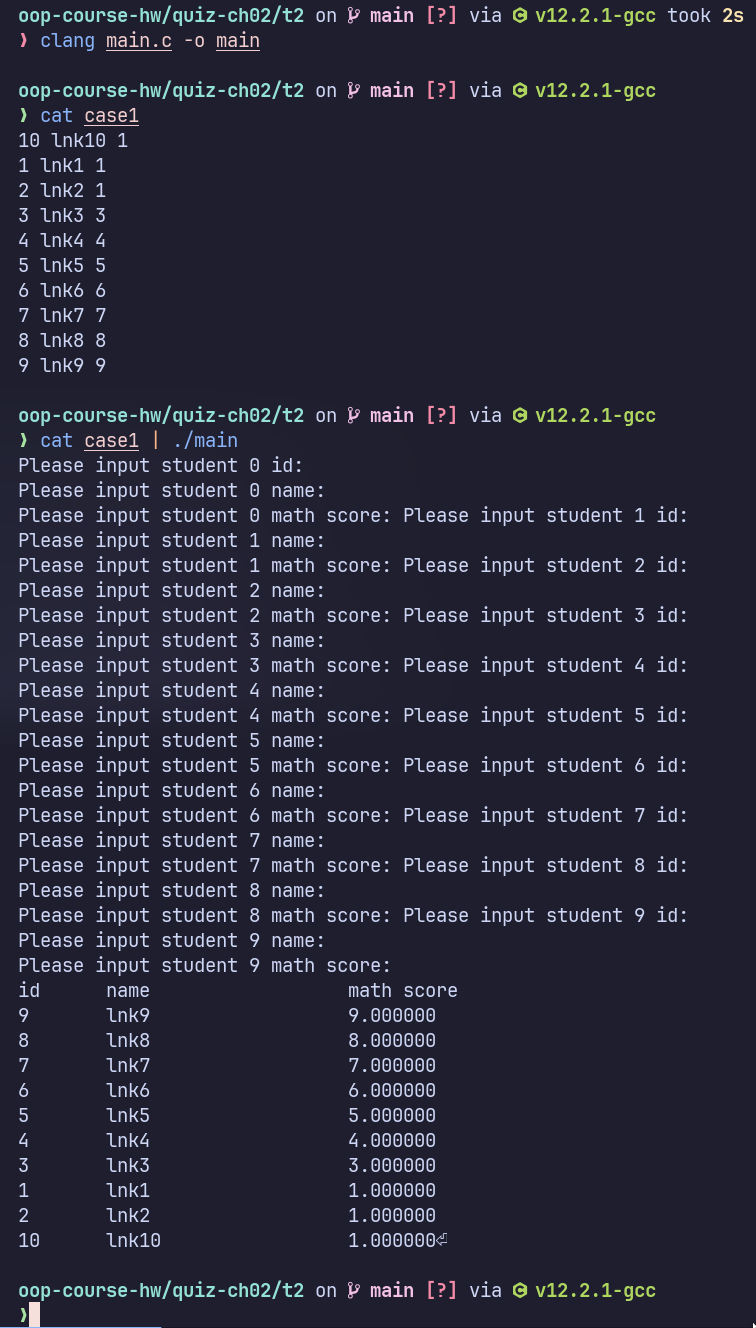 oop-course-hw/quiz-ch02/t2 on main [?] via C v12.2.1-gcc took 2s
❯ clang main.c -o main
oop-course-hw/quiz-ch02/t2 on main [?] via C v12.2.1-gcc
❯ cat case1
10 lnk10 1
1 lnk1 1
2 lnk2 1
3 lnk3 3
4 lnk4 4
5 lnk5 5
6 lnk6 6
7 lnk7 7
8 lnk8 8
9 lnk9 9
oop-course-hw/quiz-ch02/t2 on main [?] via C v12.2.1-gcc
❯ cat case1 | ./main
Please input student 0 id:
Please input student 0 name:
Please input student 0 math score: Please input student 1 id:
Please input student 1 name:
Please input student 1 math score: Please input student 2 id:
Please input student 2 name:
Please input student 2 math score: Please input student 3 id:
Please input student 3 name:
Please input student 3 math score: Please input student 4 id:
Please input student 4 name:
Please input student 4 math score: Please input student 5 id:
Please input student 5 name:
Please input student 5 math score: Please input student 6 id:
Please input student 6 name:
Please input student 6 math score: Please input student 7 id:
Please input student 7 name:
Please input student 7 math score: Please input student 8 id:
Please input student 8 name:
Please input student 8 math score: Please input student 9 id:
Please input student 9 name:
Please input student 9 math score:
id name math score
9 lnk9 9.000000
8 lnk8 8.000000
7 lnk7 7.000000
6 lnk6 6.000000
5 lnk5 5.000000
4 lnk4 4.000000
3 lnk3 3.000000
1 lnk1 1.000000
2 lnk2 1.000000
10 lnk10 1.000000⏎
oop-course-hw/quiz-ch02/t2 on main [?] via C v12.2.1-gcc
❯